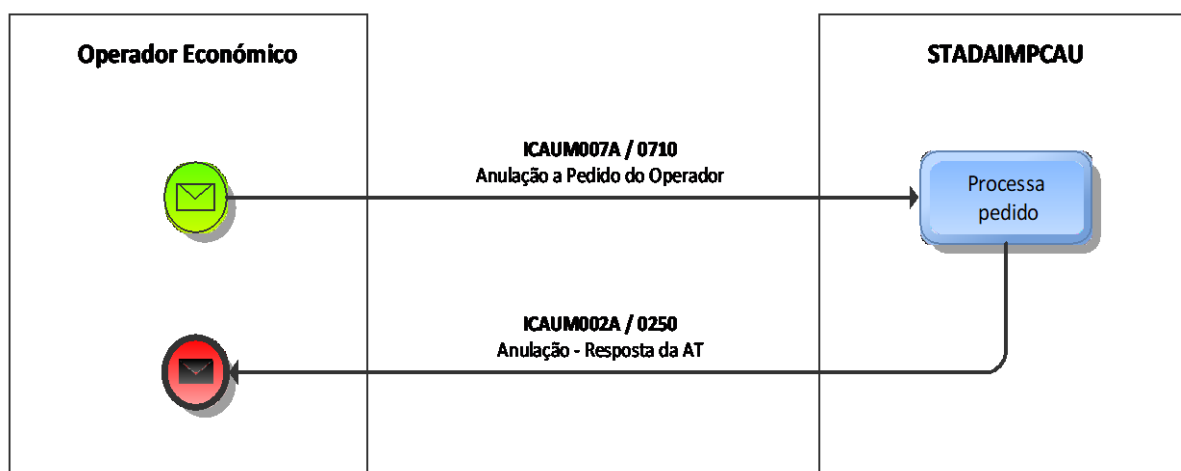 Operador Económico
STADAIMPCAU
ICAUM007A / 0710
Anulação a Pedido do Operador
Processa
pedido
ICAUM002A / 0250
Anulação - Resposta da AT